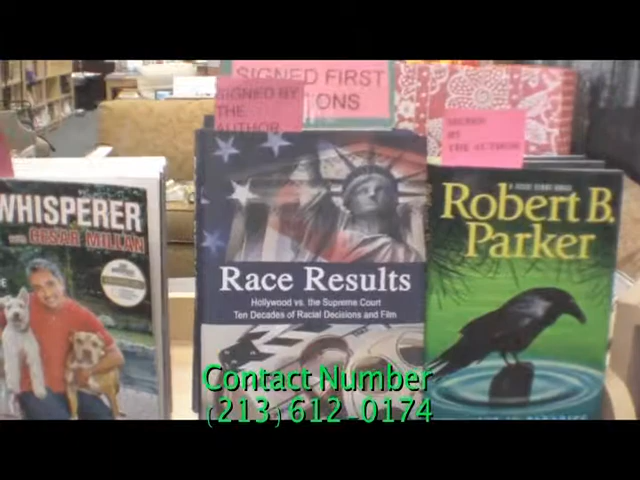 SIGNED FIRST
SIGNED BY
THE
AUTHOR
WHISPERER
with CESAR MILLAN
Race Results
Hollywood vs. the Supreme Court
Ten Decades of Racial Decisions and Film
Robert B.
Parker
Contact Number
(213) 612-0174